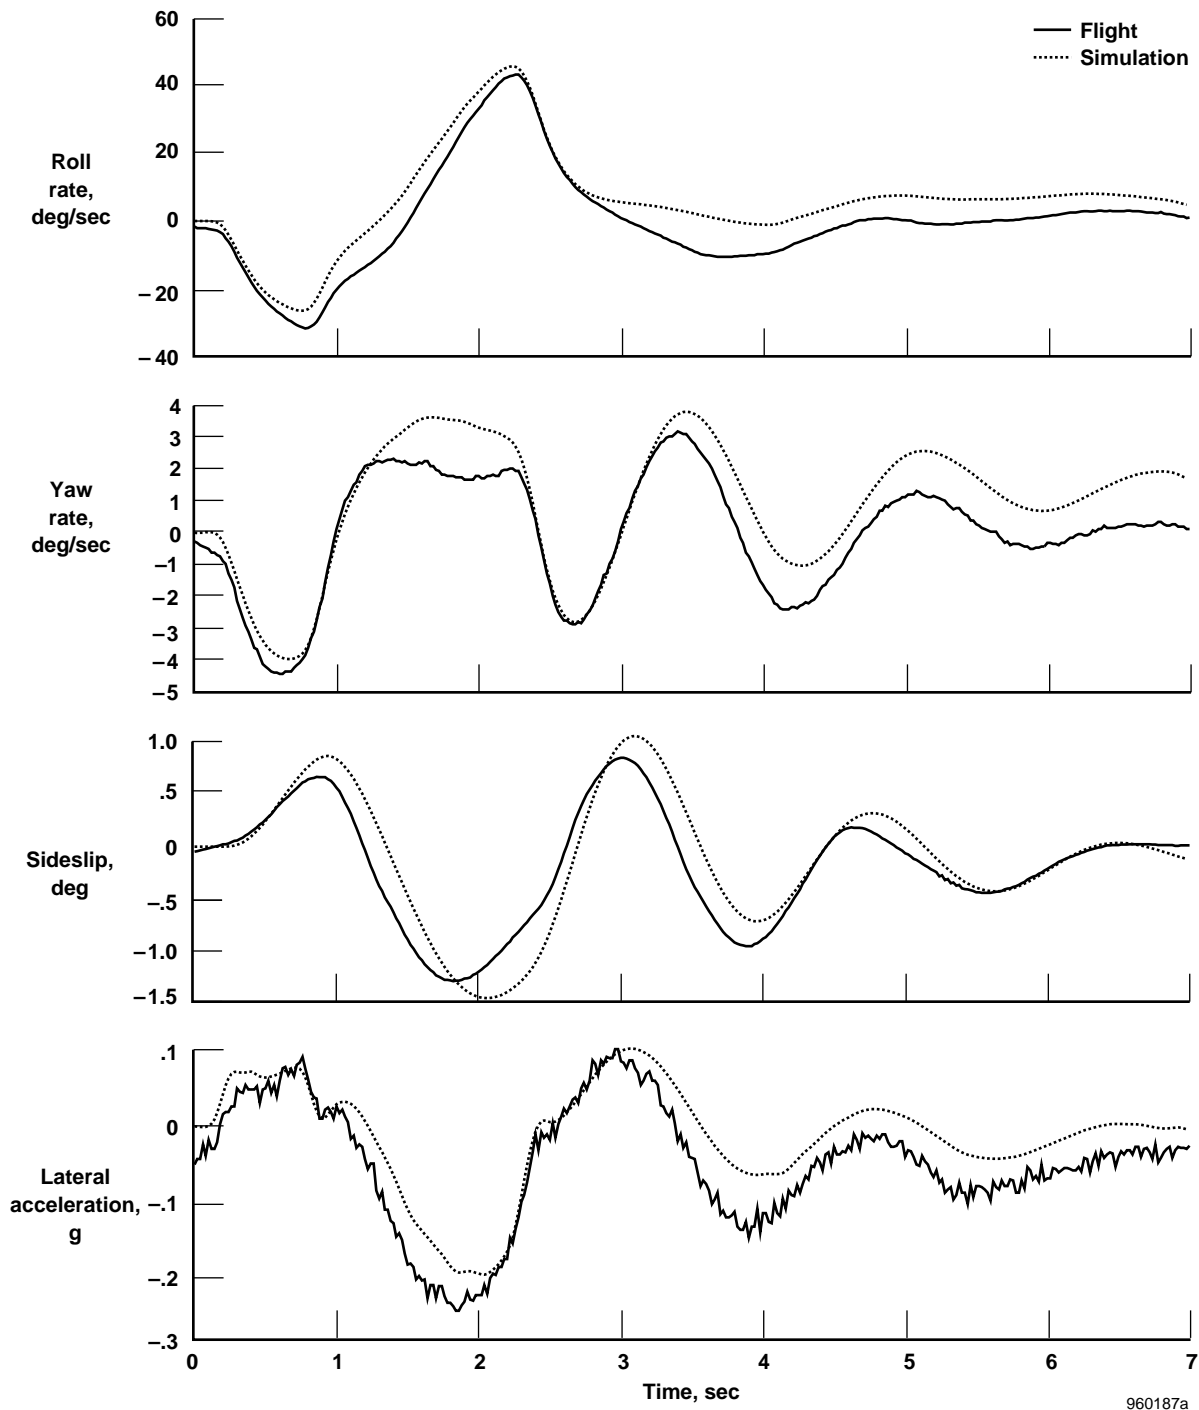 Flight
Simulation
60
40
20
0
–20
–40
Roll
rate,
deg/sec
4
3
2
1
0
–1
–2
–3
–4
–5
Yaw
rate,
deg/sec
1.0
.5
0
–.5
–1.0
–1.5
Sideslip,
deg
.1
0
–.1
–.2
–.3
Lateral
acceleration,
g
0 1 2 3 4 5 6 7
Time, sec
960187a